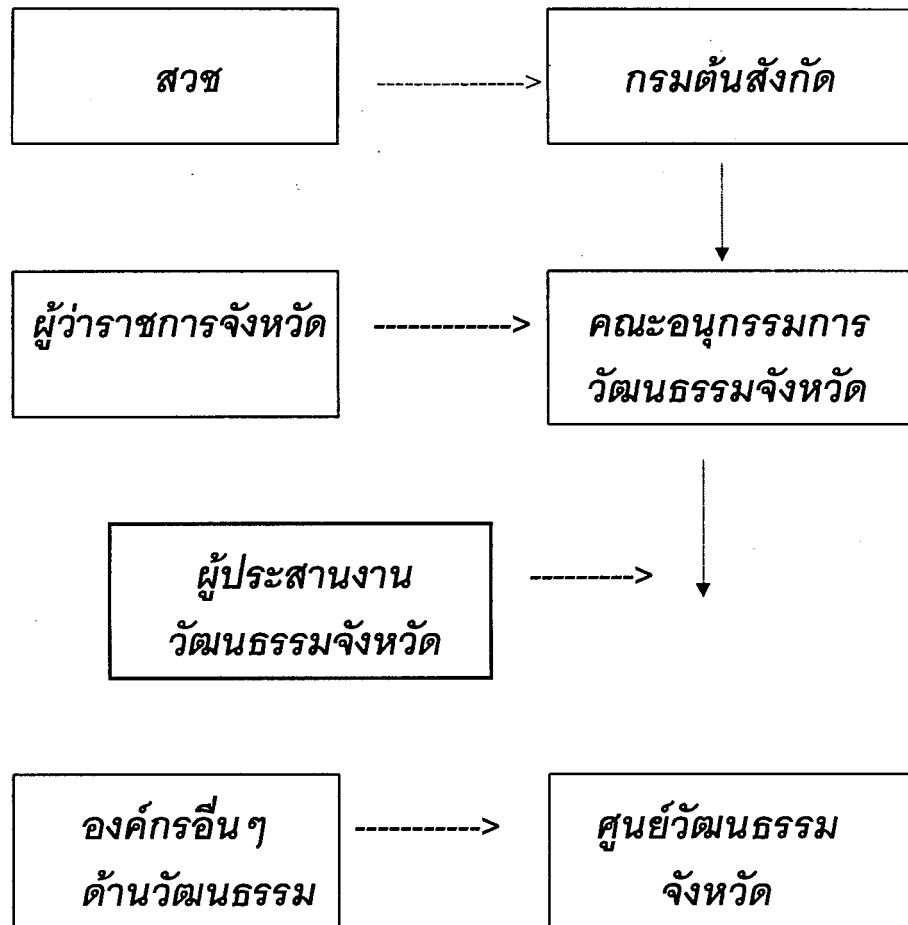 สวช
กรมต้นสังกัด
ผู้ว่าราชการจังหวัด
คณะอนุกรรมการ
วัฒนธรรมจังหวัด
ผู้ประสานงาน
วัฒนธรรมจังหวัด
องค์กรอื่นๆ
ด้านวัฒนธรรม
ศูนย์วัฒนธรรม
จังหวัด